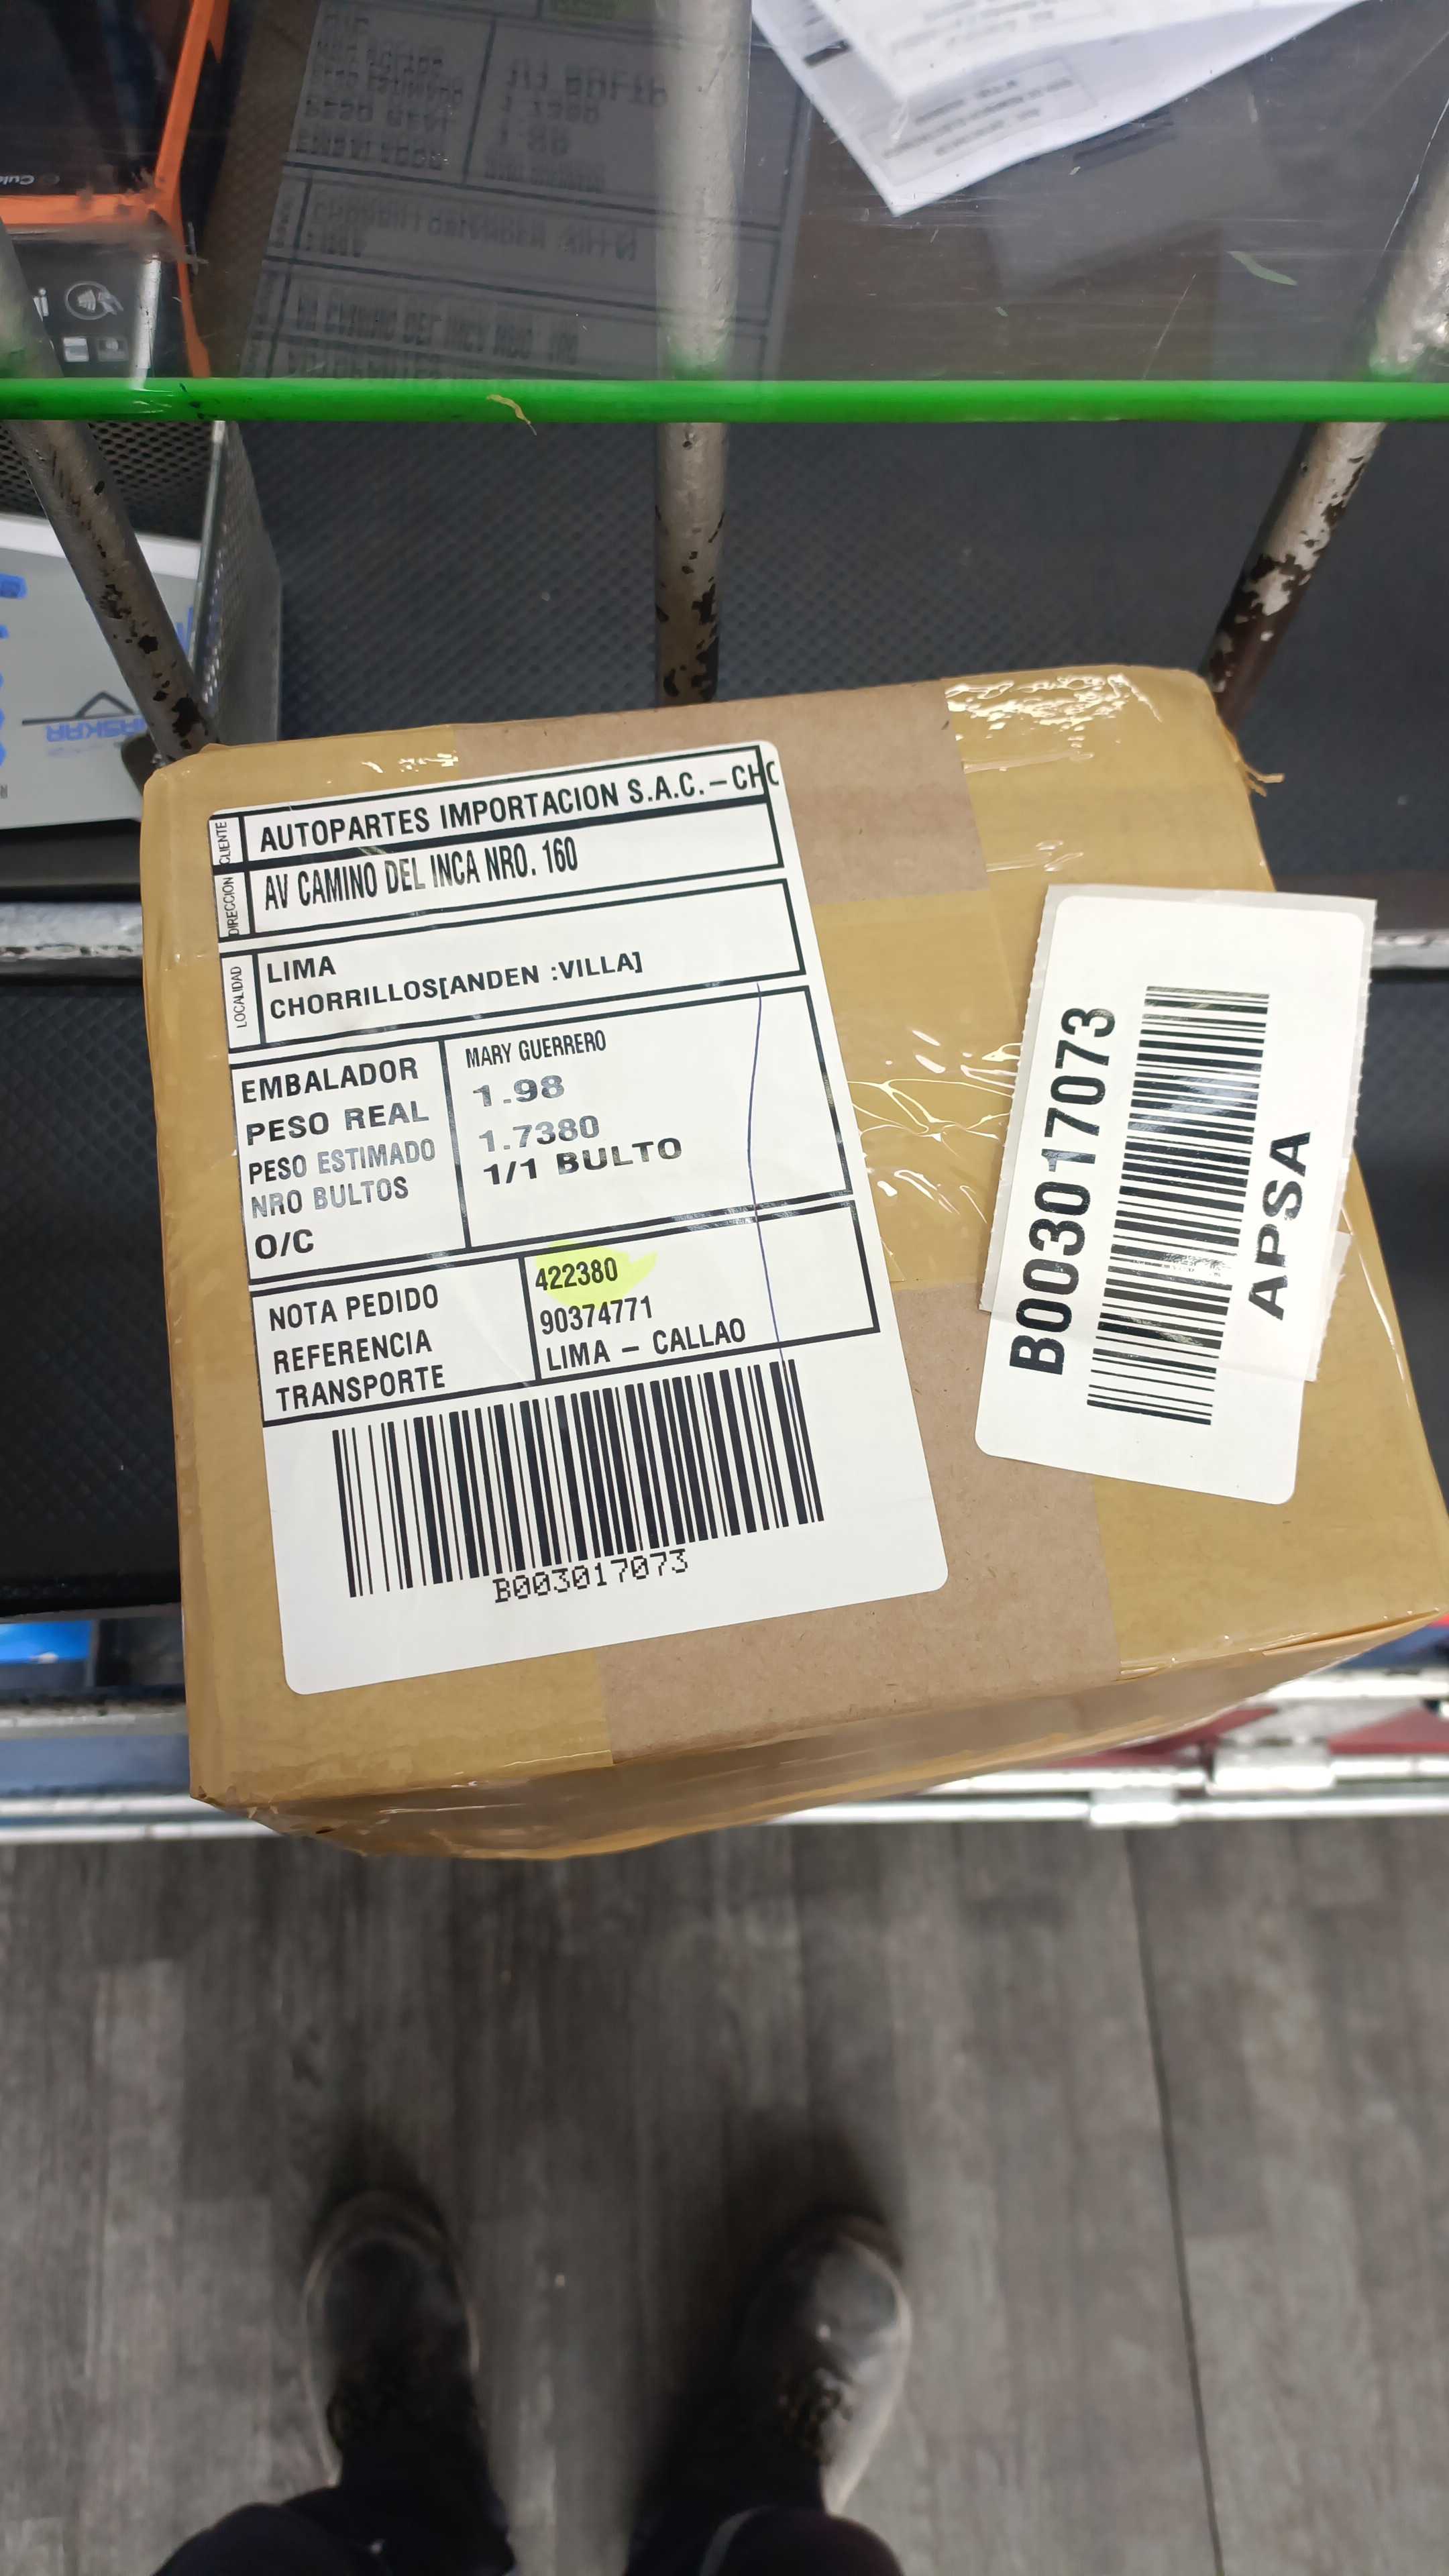 CLIENTE
AUTOPARTES IMPORTACION S.A.C. – CHO
DIRECCION
AV CAMINO DEL INCA NRO. 160
LOCALIDAD
LIMA
CHORRILLOS[ANDEN :VILLA]
EMBALADOR MARY GUERRERO
PESO REAL 1.98
PESO ESTIMADO 1.7380
NRO BULTOS 1/1 BULTO
O/C
NOTA PEDIDO 422380
REFERENCIA 90374771
TRANSPORTE LIMA – CALLAO
B003017073
B003017073
APSA